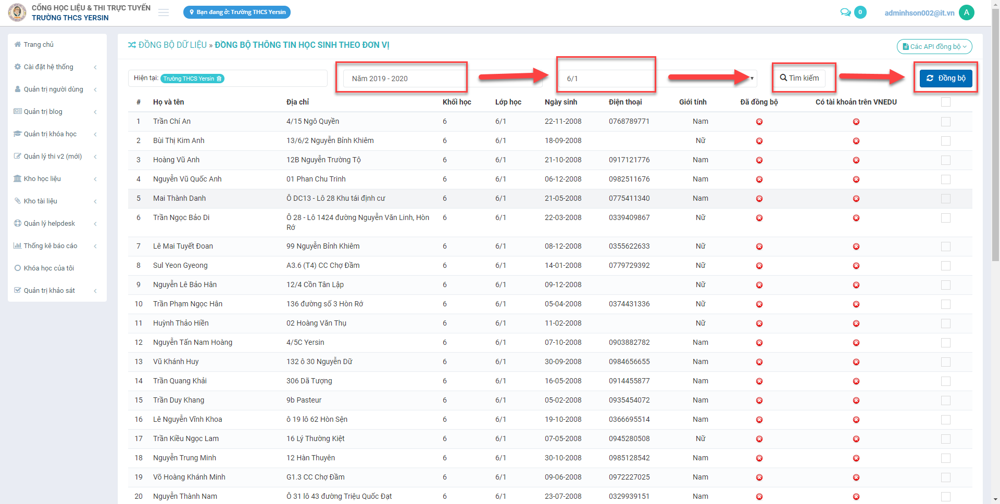 CỔNG HỌC LIỆU & THI TRỰC TUYẾN
TRƯỜNG THCS YERSIN
Bạn đang ở: Trường THCS Yersin
0
adminhson002@it.vn
A
Trang chủ
Cài đặt hệ thống
Quản trị người dùng
Quản trị blog
Quản trị khóa học
Quản lý thi v2 (mới)
Kho học liệu
Kho tài liệu
Quản lý helpdesk
Thống kê báo cáo
Khóa học của tôi
Quản trị khảo sát
ĐỒNG BỘ DỮ LIỆU » ĐỒNG BỘ THÔNG TIN HỌC SINH THEO ĐƠN VỊ
Các API đồng bộ
Hiện tại: Trường THCS Yersin
Năm 2019 - 2020
6/1
Tìm kiếm
Đồng bộ
# Họ và tên Địa chỉ Khối học Lớp học Ngày sinh Điện thoại Giới tính Đã đồng bộ Có tài khoản trên VNEDU
1 Trần Chí An 4/15 Ngô Quyền 6 6/1 22-11-2008 0768789771 Nam
2 Bùi Thị Kim Anh 13/6/2 Nguyễn Bỉnh Khiêm 6 6/1 18-09-2008 Nữ
3 Hoàng Vũ Anh 12B Nguyễn Trường Tộ 6 6/1 21-10-2008 0917121776 Nam
4 Nguyễn Vũ Quốc Anh 01 Phan Chu Trinh 6 6/1 06-12-2008 0982511676 Nam
5 Mai Thành Danh Ô DC13 - Lô 28 Khu tái định cư 6 6/1 21-05-2008 0775411340 Nam
6 Trần Ngọc Bảo Di Ô 28 - Lô 1424 đường Nguyễn Văn Linh, Hòn 6 6/1 22-03-2008 0339409867 Nữ
Rớ
7 Lê Mai Tuyết Đoan 99 Nguyễn Bỉnh Khiêm 6 6/1 08-12-2008 0355622633 Nữ
8 Sul Yeon Gyeong A3.6 (T4) CC Chợ Đầm 6 6/1 14-01-2008 0779729392 Nữ
9 Nguyễn Lê Bảo Hân 12/4 Cồn Tân Lập 6 6/1 09-12-2008 Nữ
10 Trần Phạm Ngọc Hân 136 đường số 3 Hòn Rớ 6 6/1 05-04-2008 0374431336 Nữ
11 Huỳnh Thảo Hiền 02 Hoàng Văn Thụ 6 6/1 11-02-2008 Nữ
12 Nguyễn Tấn Nam Hoàng 4/5C Yersin 6 6/1 07-10-2008 0903882782 Nam
13 Vũ Khánh Huy 132 ô 30 Nguyễn Dữ 6 6/1 30-09-2008 0984656655 Nam
14 Trần Quang Khải 306 Dã Tượng 6 6/1 16-05-2008 0914455877 Nam
15 Trần Duy Khang 9b Pasteur 6 6/1 05-02-2008 0935454072 Nam
16 Lê Nguyễn Vĩnh Khoa ô 19 lô 62 Hòn Sện 6 6/1 19-10-2008 0366695514 Nam
17 Trần Kiều Ngọc Lam 16 Lý Thường Kiệt 6 6/1 07-05-2008 0945280508 Nữ
18 Nguyễn Trung Minh 12 Hàn Thuyên 6 6/1 30-10-2008 0985128542 Nam
19 Võ Hoàng Khánh Minh G1.3 CC Chợ Đầm 6 6/1 09-06-2008 0972227025 Nam
20 Nguyễn Thành Nam Ô 31 lô 43 đường Triệu Quốc Đạt 6 6/1 23-07-2008 0329939151 Nam